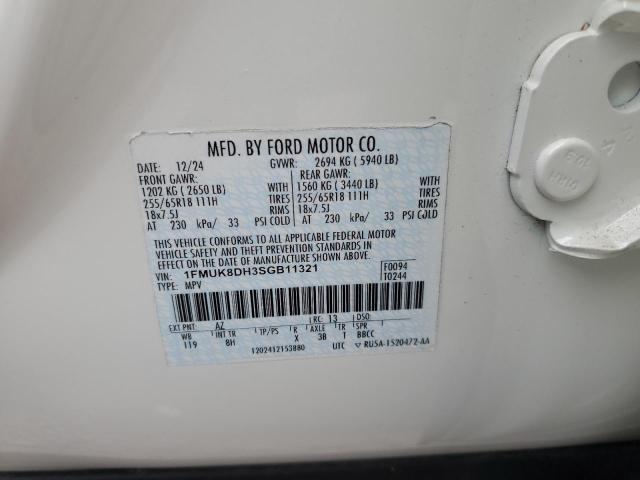 MFD. BY FORD MOTOR CO.
DATE: 12/24 GVWR: 2694 KG ( 5940 LB)
FRONT GAWR: REAR GAWR:
1202 KG ( 2650 LB) 1560 KG ( 3440 LB)
255/65R18 111H TIRES 255/65R18 111H TIRES
18x7.5J RIMS 18x7.5J RIMS
AT 230 kPa/ 33 PSI COLD AT 230 kPa/ 33 PSI COLD
THIS VEHICLE CONFORMS TO ALL APPLICABLE FEDERAL MOTOR
VEHICLE SAFETY AND THEFT PREVENTION STANDARDS IN
EFFECT ON THE DATE OF MANUFACTURE SHOWN ABOVE.
VIN: 1FMUK8DH3SGB11321 F0094
TYPE: MPV T0244
EXT PNT: AZ RC: 13 DSO:
WB INT TR TP/PS R AXLE TR SPR
119 8H X 3B T BBCC
1202412153880 UTC RU5A-1520472-AA